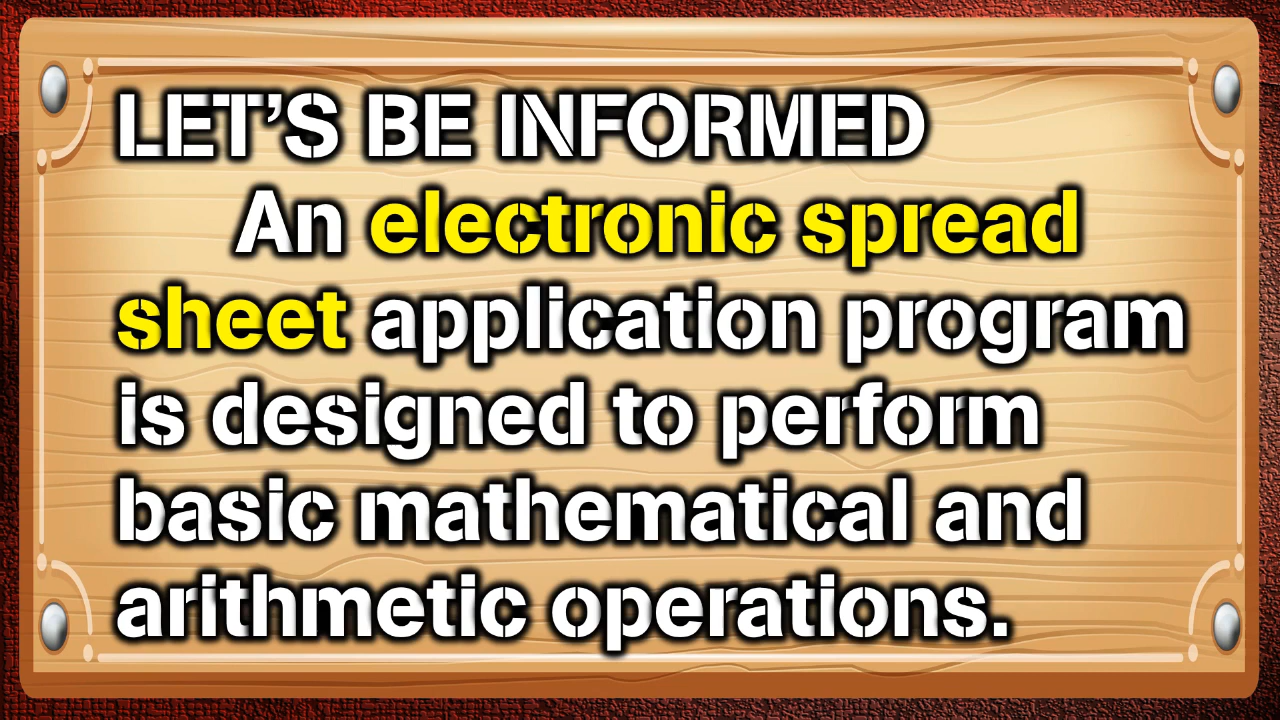 LET’S BE INFORMED
An electronic spread
sheet application program
is designed to perform
basic mathematical and
arithmetic operations.